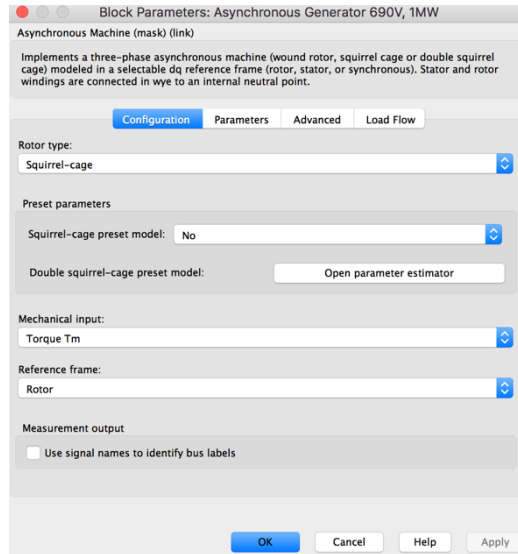 Block Parameters: Asynchronous Generator 690V, 1MW
Asynchronous Machine (mask) (link)
Implements a three-phase asynchronous machine (wound rotor, squirrel cage or double squirrel
cage) modeled in a selectable dq reference frame (rotor, stator, or synchronous). Stator and rotor
windings are connected in wye to an internal neutral point.
Configuration Parameters Advanced Load Flow
Rotor type:
Squirrel-cage
Preset parameters
Squirrel-cage preset model: No
Double squirrel-cage preset model: Open parameter estimator
Mechanical input:
Torque Tm
Reference frame:
Rotor
Measurement output
Use signal names to identify bus labels
OK Cancel Help Apply